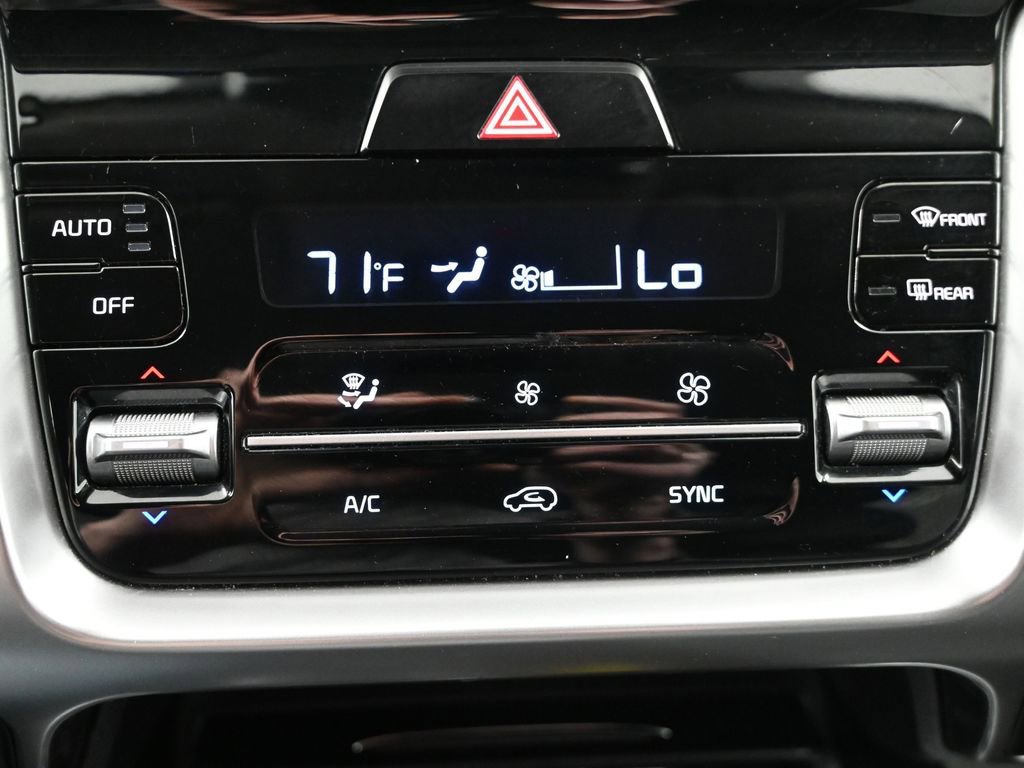 AUTO
71°F Lo
FRONT
OFF
REAR
A/C
SYNC